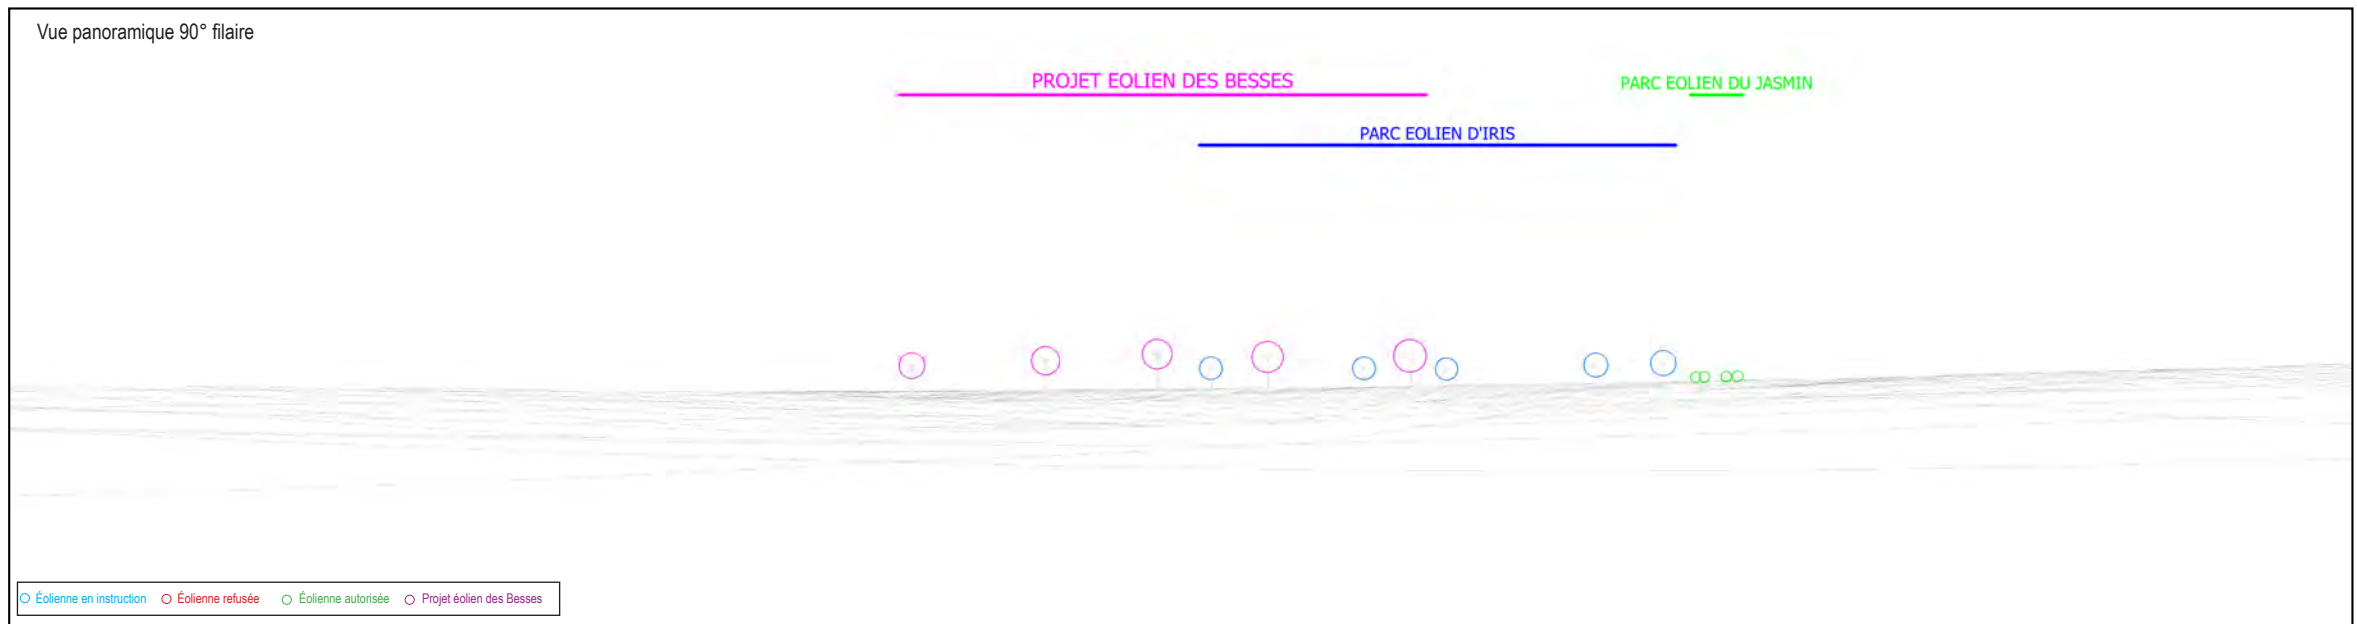 Vue panoramique 90° filaire
PROJET EOLIEN DES BESSES
PARC EOLIEN DU JASMIN
PARC EOLIEN D'IRIS
Éolienne en instruction
Éolienne refusée
Éolienne autorisée
Projet éolien des Besses